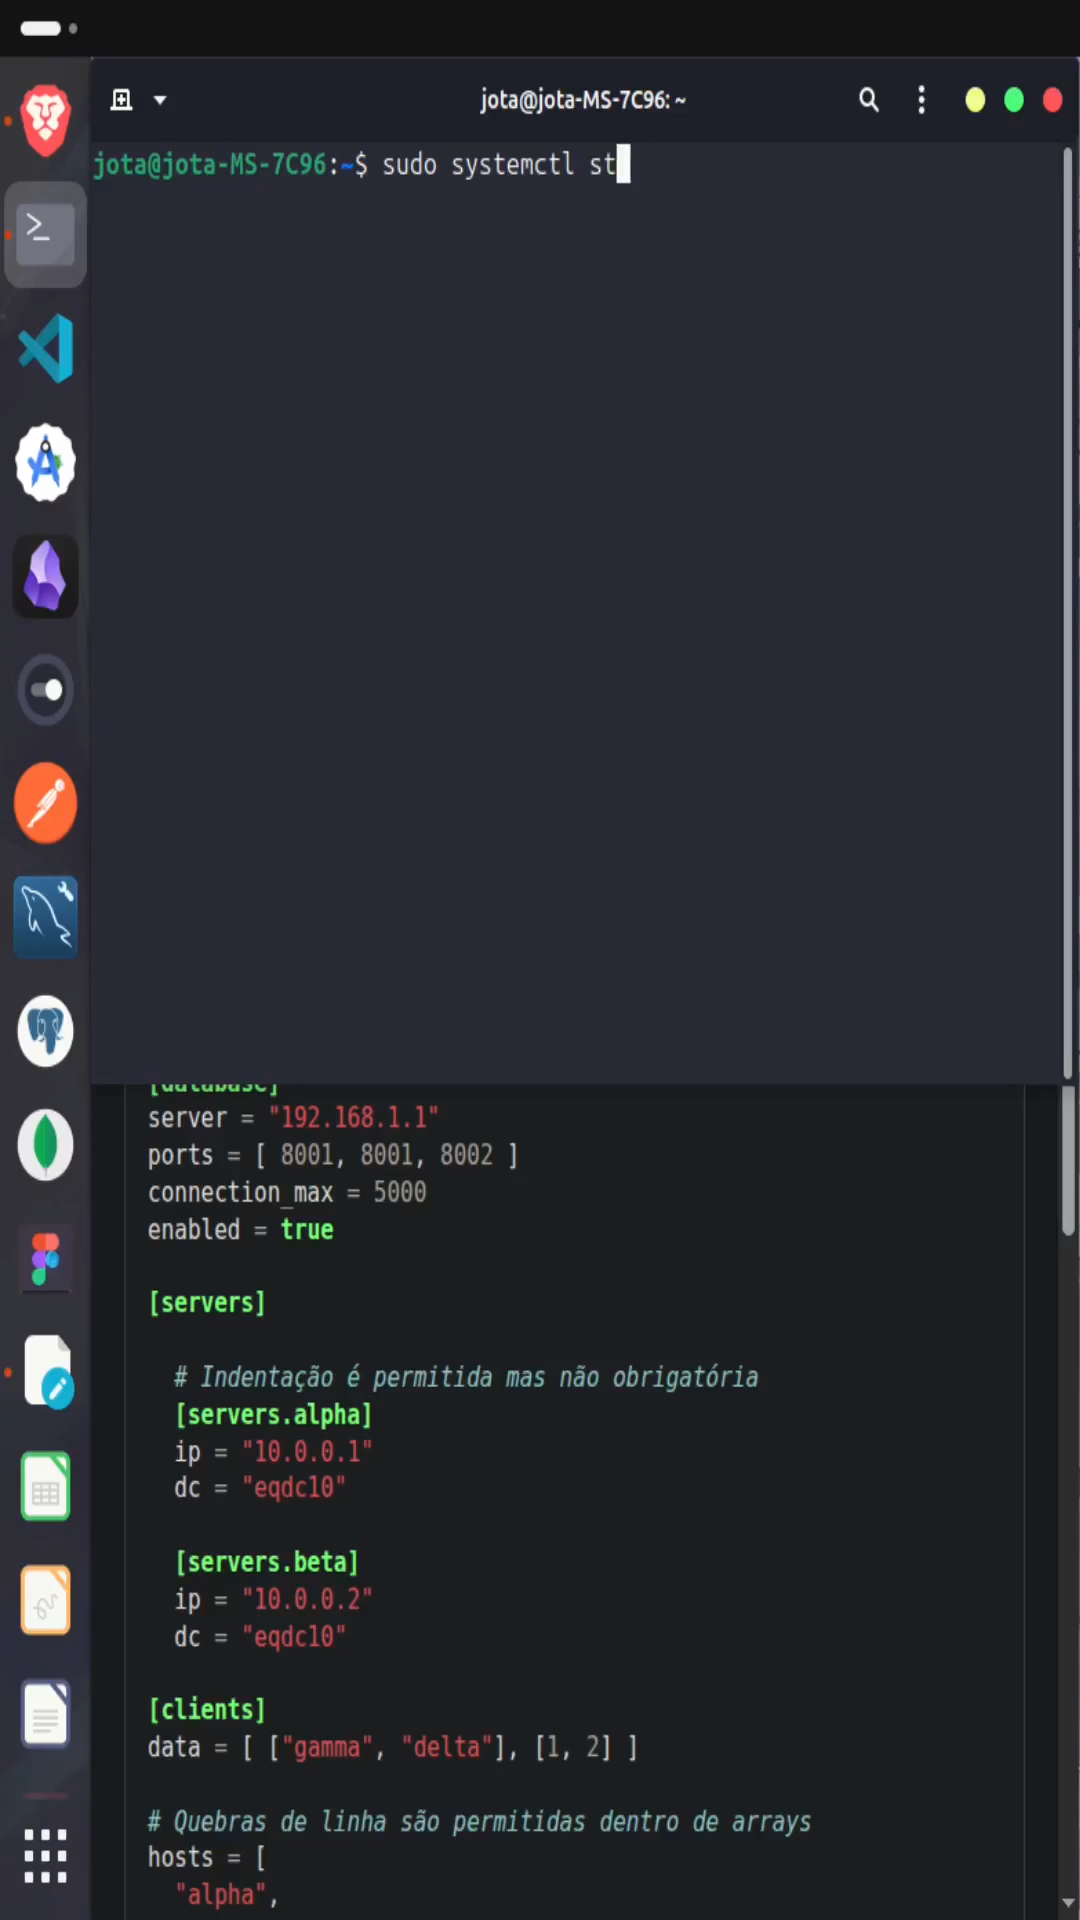 jota@jota-MS-7C96: ~
jota@jota-MS-7C96:~$ sudo systemctl st
[database]
server = "192.168.1.1"
ports = [ 8001, 8001, 8002 ]
connection_max = 5000
enabled = true
[servers]
# Indentação é permitida mas não obrigatória
[servers.alpha]
ip = "10.0.0.1"
dc = "eqdc10"
[servers.beta]
ip = "10.0.0.2"
dc = "eqdc10"
[clients]
data = [ ["gamma", "delta"], [1, 2] ]
# Quebras de linha são permitidas dentro de arrays
hosts = [
"alpha",